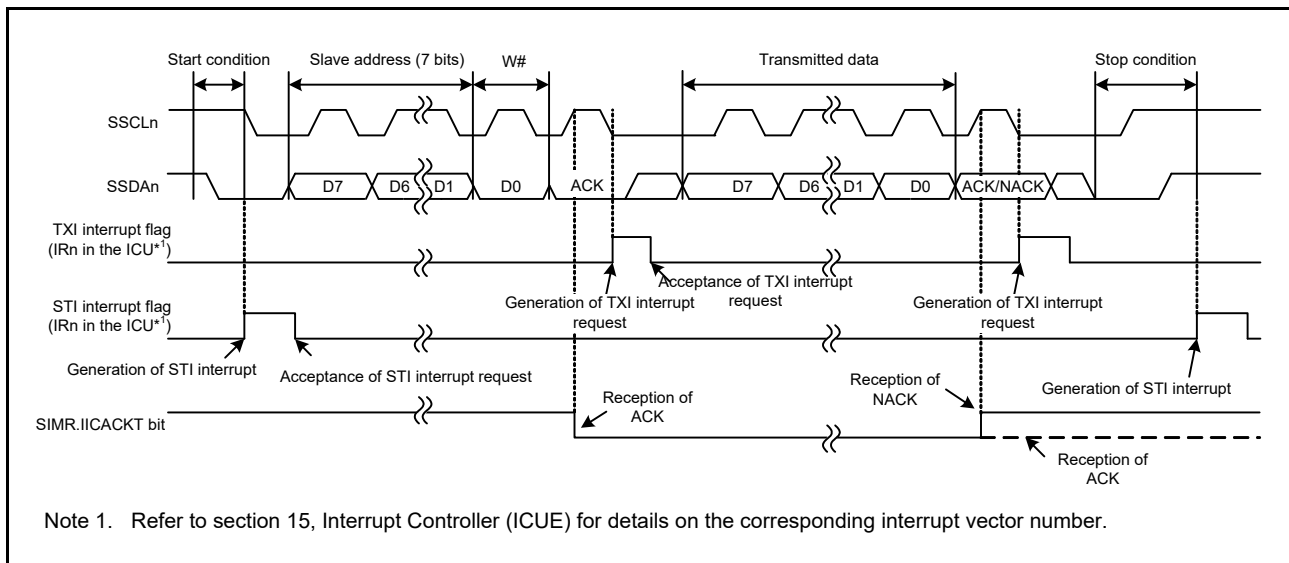 Start condition
Slave address (7 bits)
W#
Transmitted data
Stop condition
SSCLn
SSDAn
D7
D6
D1
D0
ACK
D7
D6
D1
D0
ACK/NACK
TXI interrupt flag
(IRn in the ICU*1)
Acceptance of TXI interrupt
request
Generation of TXI interrupt
request
Generation of TXI interrupt
request
STI interrupt flag
(IRn in the ICU*1)
Generation of STI interrupt
Acceptance of STI interrupt request
Generation of STI interrupt
SIMR.IICACKT bit
Reception of
ACK
Reception of
NACK
Reception of
ACK
Note 1. Refer to section 15, Interrupt Controller (ICUE) for details on the corresponding interrupt vector number.